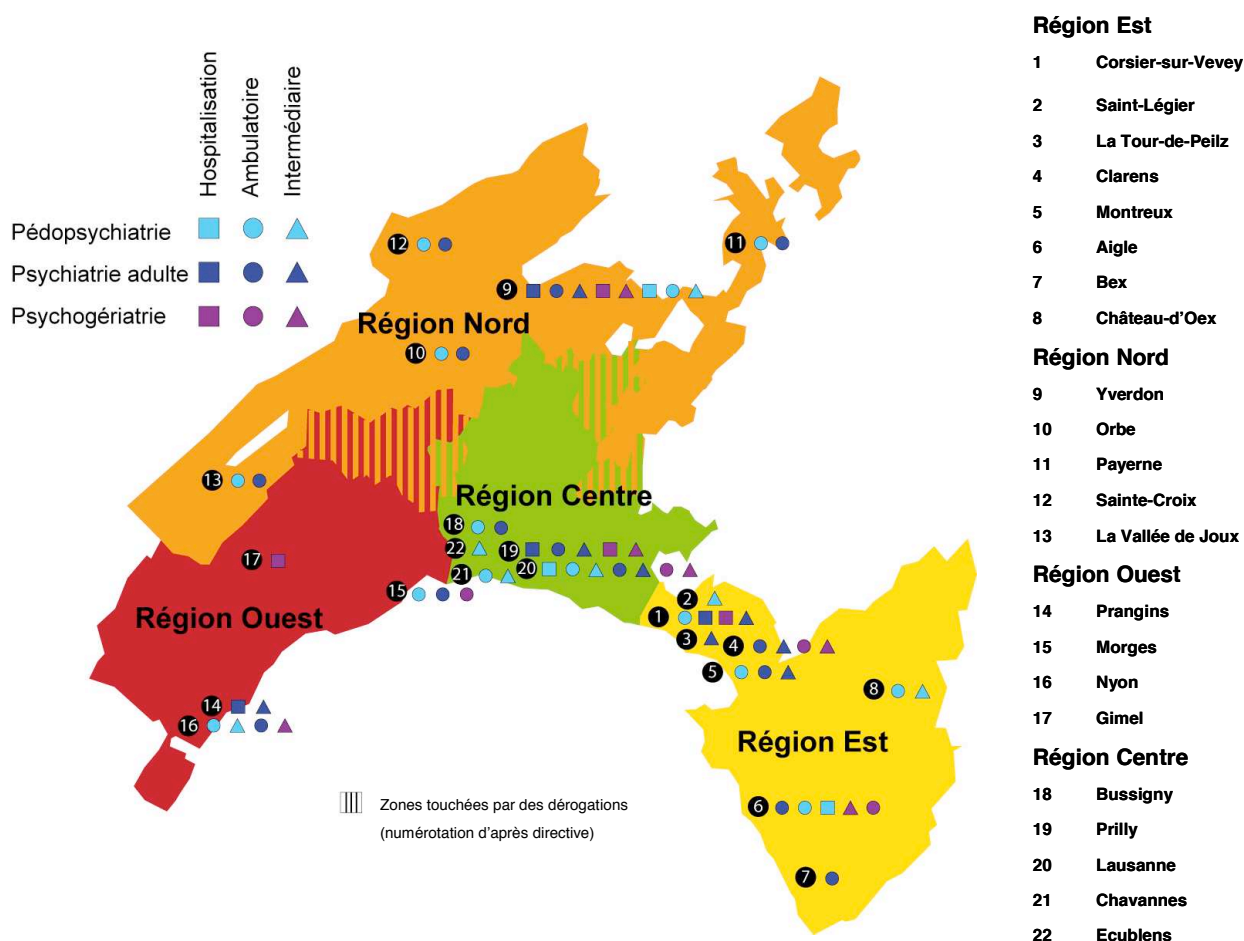 Hospitalisation
Ambulatoire
Intermédiaire
Pédopsychiatrie
Psychiatrie adulte
Psychogériatrie
12
11
9
Région Nord
10
13
Région Centre
18
22
19
20
21
17
15
Région Ouest
14
16
2
1
3
4
5
8
Région Est
6
7
Zones touchées par des dérogations
(numérotation d'après directive)
Région Est
1 Corsier-sur-Vevey
2 Saint-Légier
3 La Tour-de-Peilz
4 Clarens
5 Montreux
6 Aigle
7 Bex
8 Château-d'Oex
Région Nord
9 Yverdon
10 Orbe
11 Payerne
12 Sainte-Croix
13 La Vallée de Joux
Région Ouest
14 Prangins
15 Morges
16 Nyon
17 Gimel
Région Centre
18 Bussigny
19 Prilly
20 Lausanne
21 Chavannes
22 Ecublens